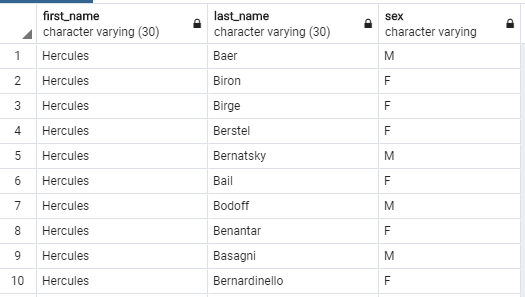 first_name last_name sex
character varying (30) character varying (30) character varying
1 Hercules Baer M
2 Hercules Biron F
3 Hercules Birge F
4 Hercules Berstel F
5 Hercules Bernatsky M
6 Hercules Bail F
7 Hercules Bodoff M
8 Hercules Benantar F
9 Hercules Basagni M
10 Hercules Bernardinello F